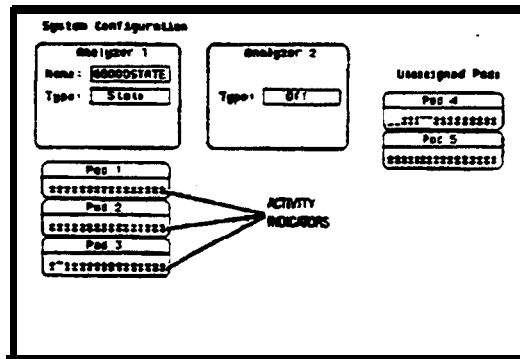 System Configuration
Analyzer 1
Name: 68000STATE
Type: State
Analyzer 2
Type: Off
Unassigned Pods
Pod 4
Pod 5
Pod 1
Pod 2
Pod 3
ACTIVITY
INDICATORS